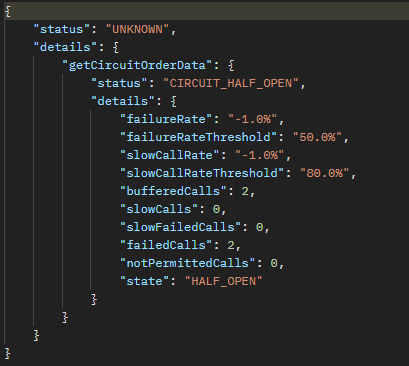 {
    "status": "UNKNOWN",
    "details": {
        "getCircuitOrderData": {
            "status": "CIRCUIT_HALF_OPEN",
            "details": {
                "failureRate": "-1.0%",
                "failureRateThreshold": "50.0%",
                "slowCallRate": "-1.0%",
                "slowCallRateThreshold": "80.0%",
                "bufferedCalls": 2,
                "slowCalls": 0,
                "slowFailedCalls": 0,
                "failedCalls": 2,
                "notPermittedCalls": 0,
                "state": "HALF_OPEN"
            }
        }
    }
}